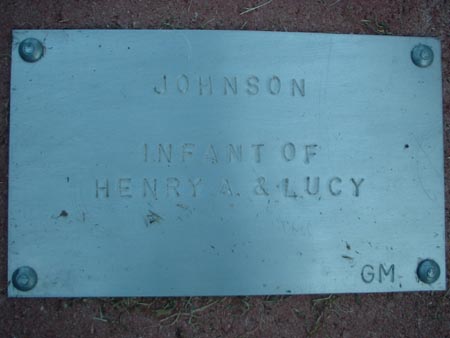 JOHNSON
INFANT OF
HENRY A. & LUCY
GM